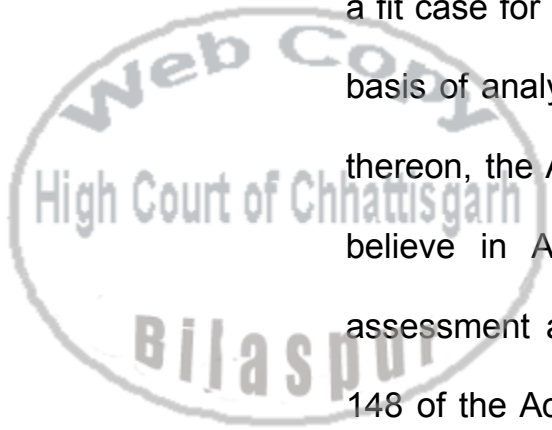 a fit case for
basis of analy
thereon, the A
believe in A
assessment a
148 of the Ac
Web Copy
High Court of Chhattisgarh
Bilaspur